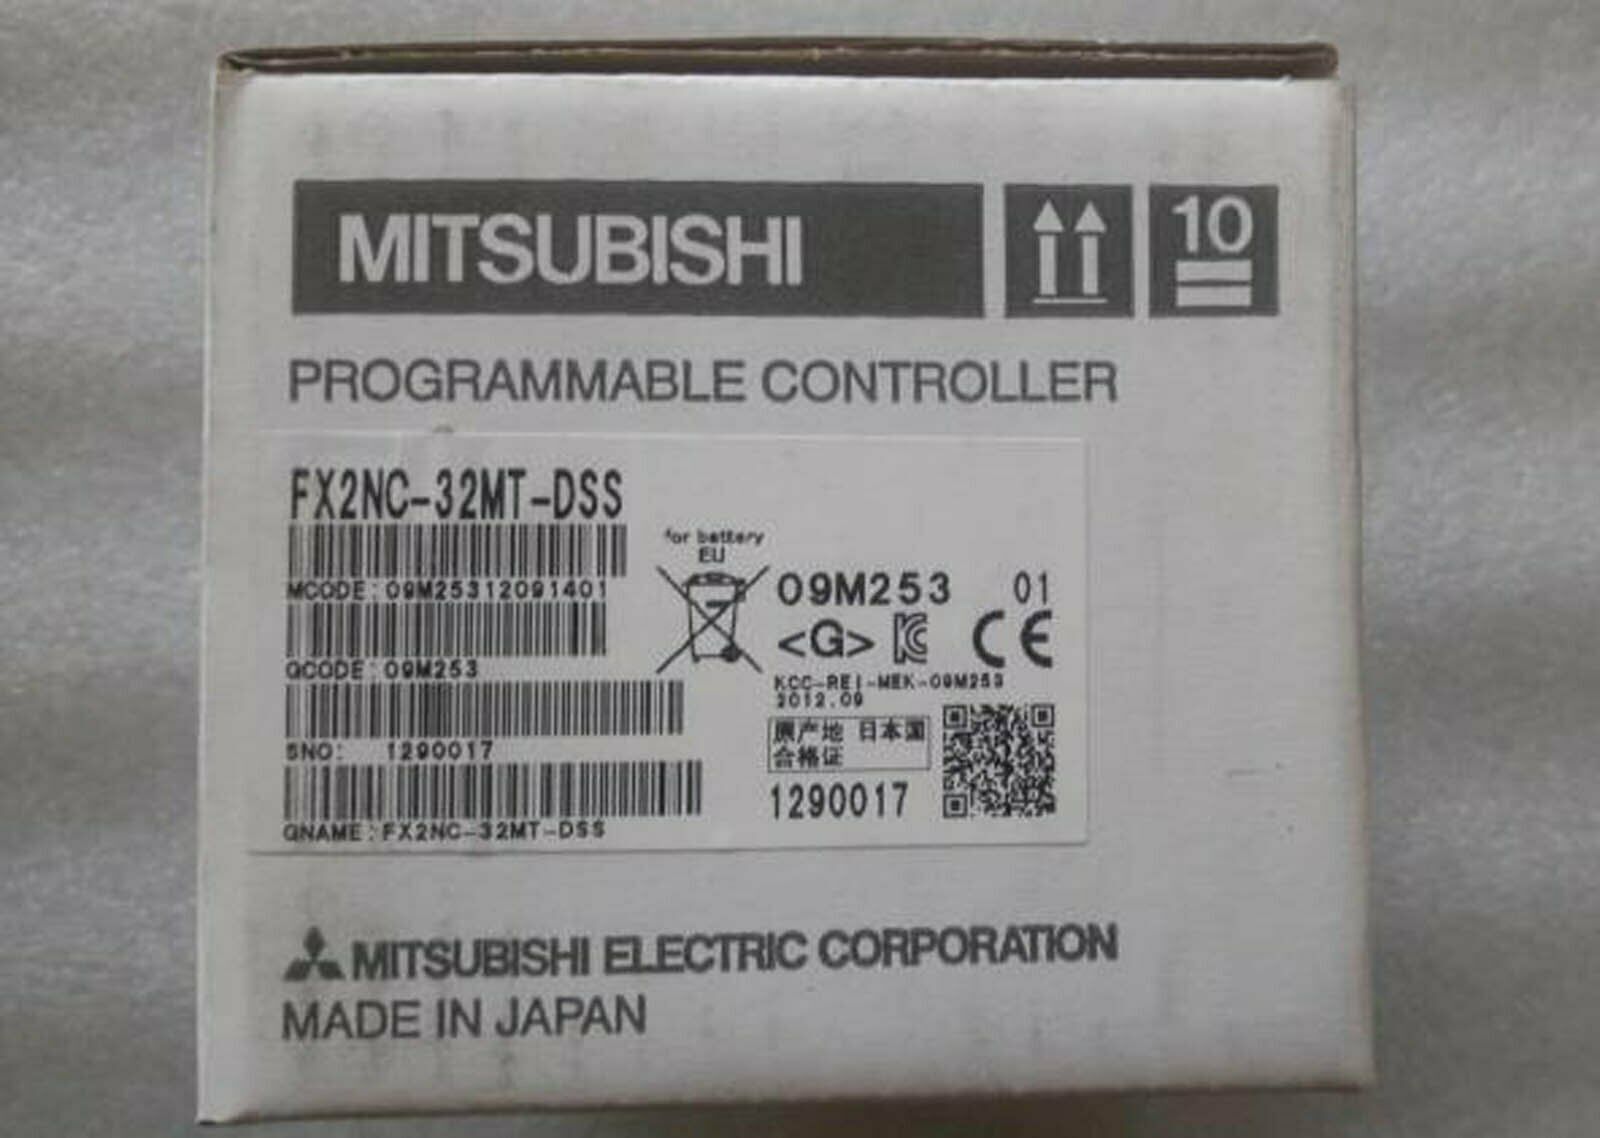 MITSUBISHI
10
PROGRAMMABLE CONTROLLER
FX2NC-32MT-DSS
MCODE:09M25312091401
QCODE:09M253
SNO: 1290017
QNAME:FX2NC-32MT-DSS
for battery
EU
09M253 01
<G> CE
KCC-REI-MEK-09M253
2012.09
原产地 日本国
合格证
1290017
MITSUBISHI ELECTRIC CORPORATION
MADE IN JAPAN